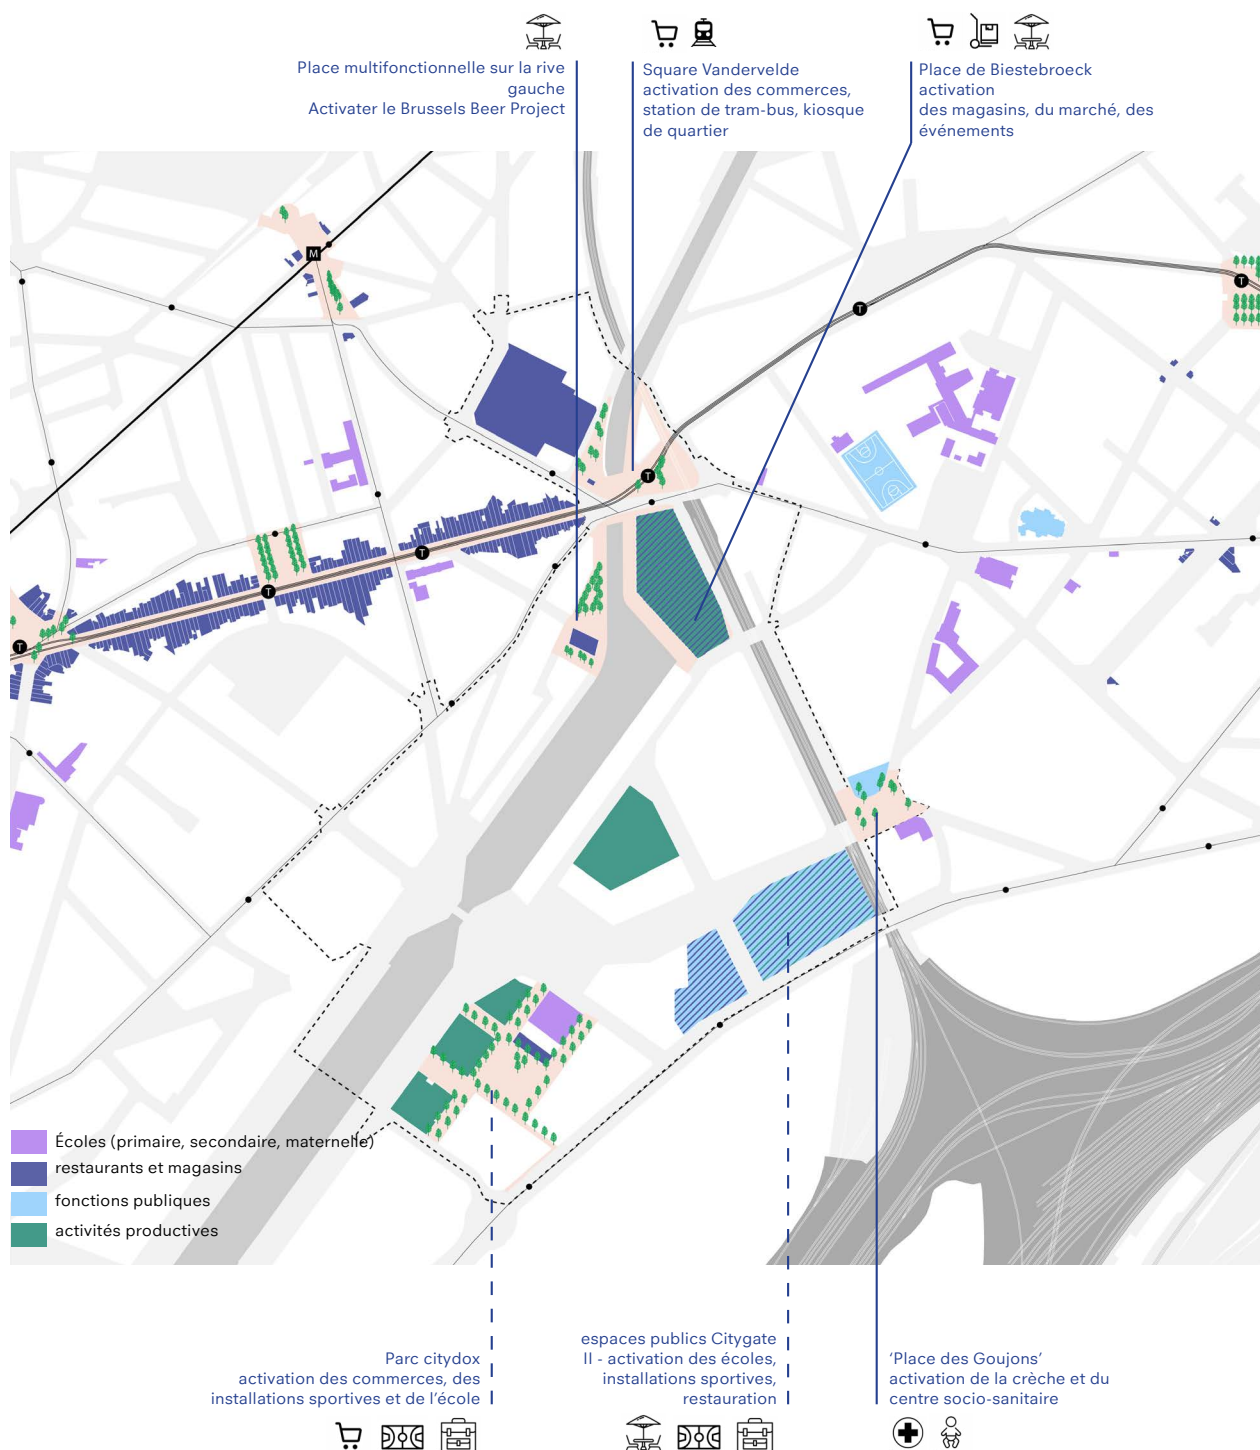 Place multifonctionnelle sur la rive
gauche
Activater le Brussels Beer Project
Square Vandervelde
activation des commerces,
station de tram-bus, kiosque
de quartier
Place de Biestebroeck
activation
des magasins, du marché, des
événements
M
T
T
T
T
T
T
Écoles (primaire, secondaire, maternelle)
restaurants et magasins
fonctions publiques
activités productives
Parc citydox
activation des commerces, des
installations sportives et de l'école
espaces publics Citygate
II - activation des écoles,
installations sportives,
restauration
‘Place des Goujons’
activation de la crèche et du
centre socio-sanitaire